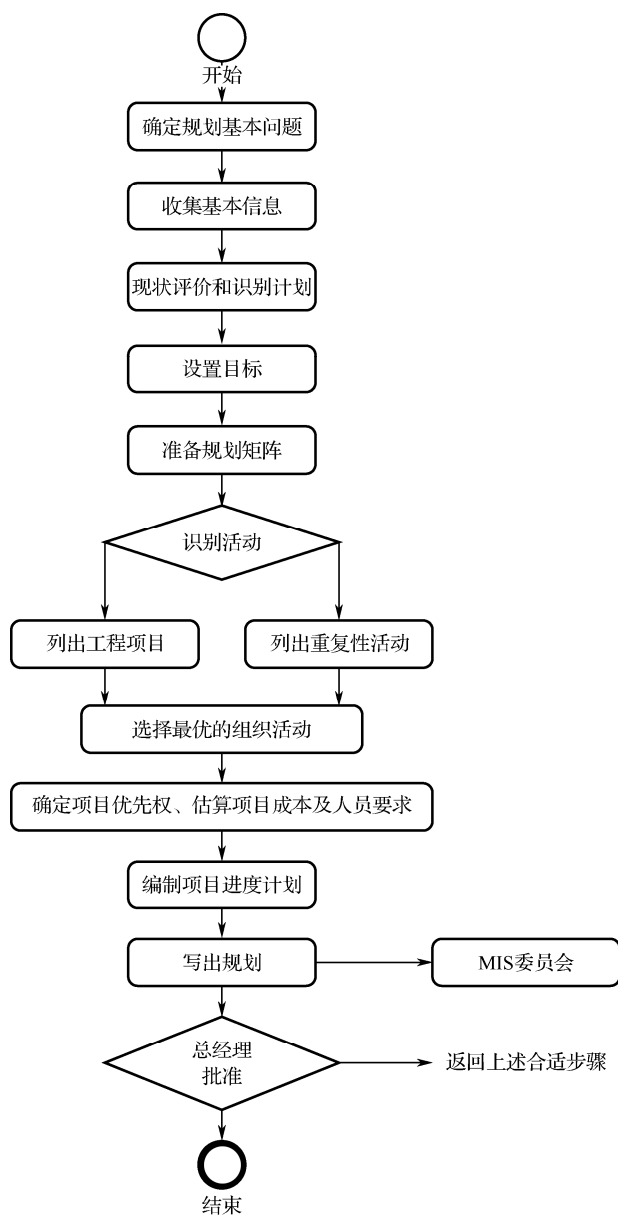 开始
确定规划基本问题
收集基本信息
现状评价和识别计划
设置目标
准备规划矩阵
识别活动
列出工程项目
列出重复性活动
选择最优的组织活动
确定项目优先权、估算项目成本及人员要求
编制项目进度计划
写出规划
MIS委员会
总经理
批准
返回上述合适步骤
结束